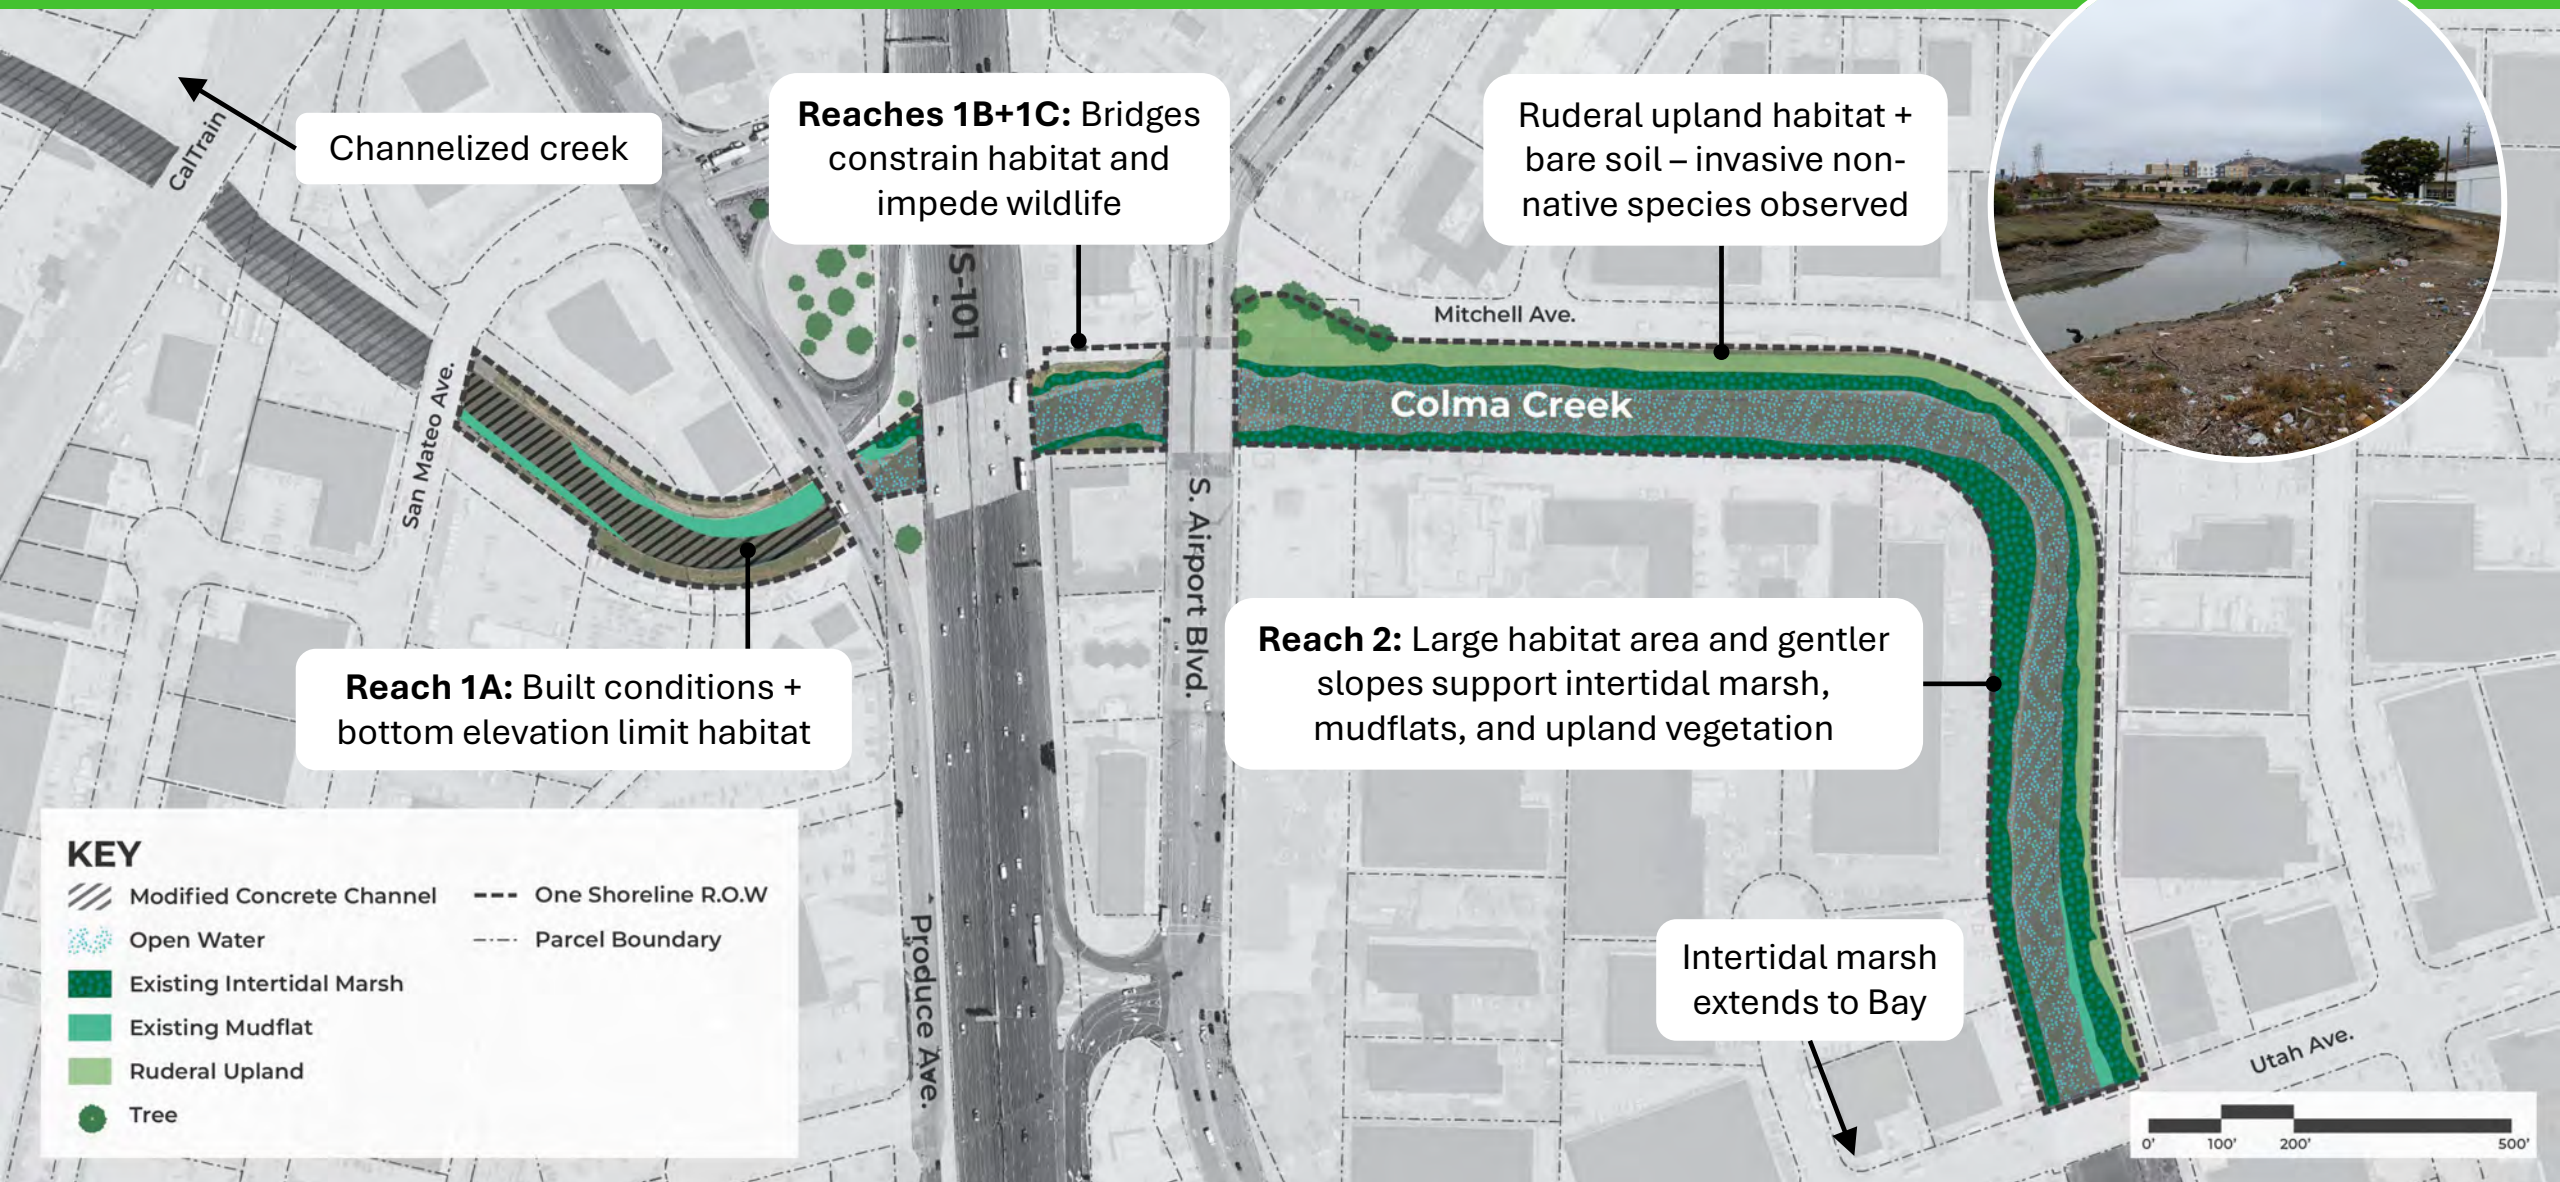 Channelized creek
CalTrain
Reaches 1B+1C: Bridges
constrain habitat and
impede wildlife
Ruderal upland habitat +
bare soil – invasive non-
native species observed
US-101
Mitchell Ave.
Colma Creek
San Mateo Ave.
S. Airport Blvd.
Reach 1A: Built conditions +
bottom elevation limit habitat
Reach 2: Large habitat area and gentler
slopes support intertidal marsh,
mudflats, and upland vegetation
Produce Ave.
Intertidal marsh
extends to Bay
Utah Ave.
KEY
Modified Concrete Channel
Open Water
Existing Intertidal Marsh
Existing Mudflat
Ruderal Upland
Tree
One Shoreline R.O.W
Parcel Boundary
0' 100' 200' 500'